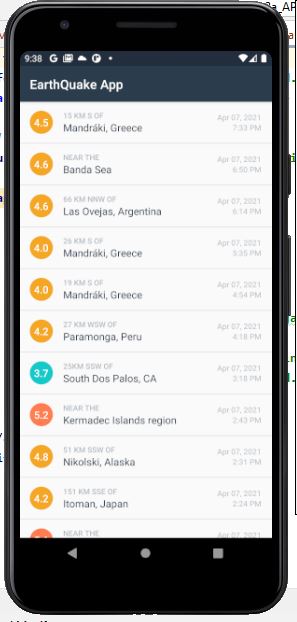 9:38
EarthQuake App
4.5
15 KM S OF
Mandráki, Greece
Apr 07, 2021
7:33 PM
4.6
NEAR THE
Banda Sea
Apr 07, 2021
6:50 PM
4.6
66 KM NNW OF
Las Ovejas, Argentina
Apr 07, 2021
6:14 PM
4.0
26 KM S OF
Mandráki, Greece
Apr 07, 2021
5:35 PM
4.0
19 KM S OF
Mandráki, Greece
Apr 07, 2021
4:54 PM
4.2
27 KM WSW OF
Paramonga, Peru
Apr 07, 2021
4:18 PM
3.7
25KM SSW OF
South Dos Palos, CA
Apr 07, 2021
3:18 PM
5.2
NEAR THE
Kermadec Islands region
Apr 07, 2021
2:43 PM
4.8
51 KM SSW OF
Nikolski, Alaska
Apr 07, 2021
2:31 PM
4.2
151 KM SSE OF
Itoman, Japan
Apr 07, 2021
2:24 PM
NEAR THE
Apr 07, 2021